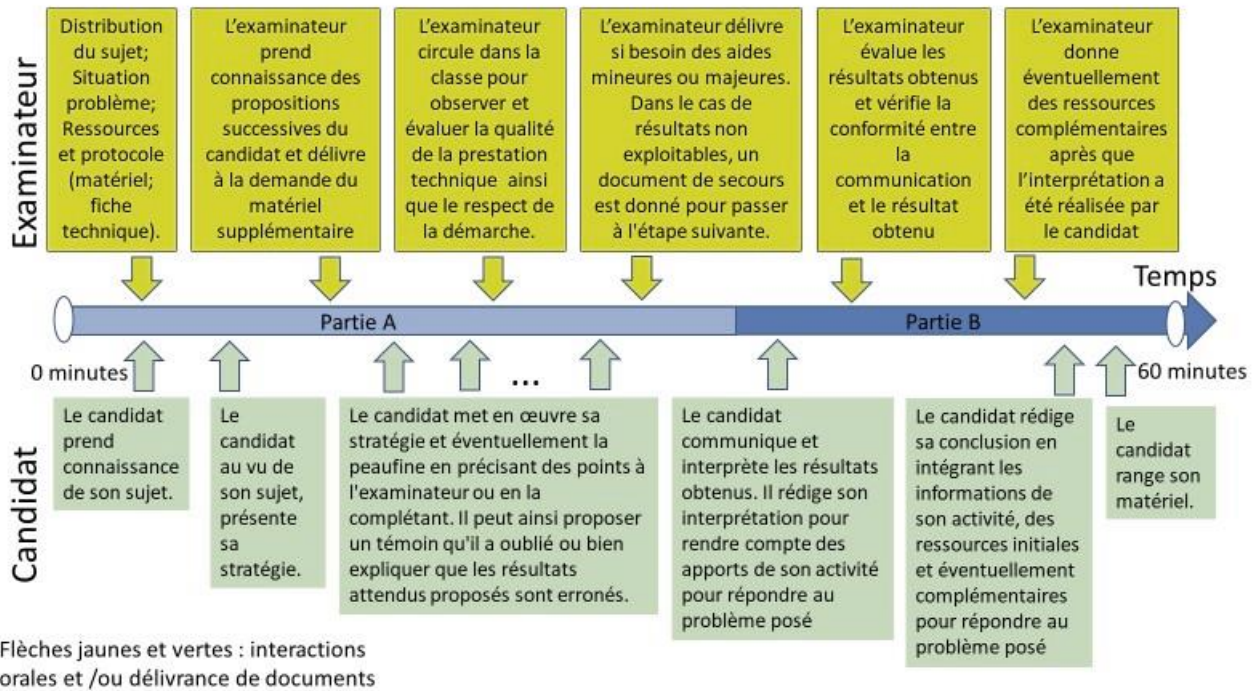 Examinateur
Distribution
du sujet;
Situation
problème;
Ressources
et protocole
(matériel;
fiche
technique).
L’examinateur
prend
connaissance des
propositions
successives du
candidat et délivre
à la demande du
matériel
supplémentaire
L’examinateur
circule dans la
classe pour
observer et
évaluer la qualité
de la prestation
technique ainsi
que le respect de
la démarche.
L’examinateur délivre
si besoin des aides
mineures ou majeures.
Dans le cas de
résultats non
exploitables, un
document de secours
est donné pour passer
à l'étape suivante.
L’examinateur
évalue les
résultats obtenus
et vérifie la
conformité entre
la
communication
et le résultat
obtenu
L’examinateur
donne
éventuellement
des ressources
complémentaires
après que
l’interprétation a
été réalisée par
le candidat
Temps
Partie A
Partie B
0 minutes
...
60 minutes
Candidat
Le candidat
prend
connaissance
de son sujet.
Le
candidat
au vu de
son sujet,
présente
sa
stratégie.
Le candidat met en œuvre sa
stratégie et éventuellement la
peaufine en précisant des points à
l'examinateur ou en la
complétant. Il peut ainsi proposer
un témoin qu'il a oublié ou bien
expliquer que les résultats
attendus proposés sont erronés.
Le candidat
communique et
interprète les résultats
obtenus. Il rédige son
interprétation pour
rendre compte des
apports de son activité
pour répondre au
problème posé
Le candidat rédige
sa conclusion en
intégrant les
informations de
son activité, des
ressources initiales
et éventuellement
complémentaires
pour répondre au
problème posé
Le
candidat
range son
matériel.
Flèches jaunes et vertes : interactions
orales et /ou délivrance de documents